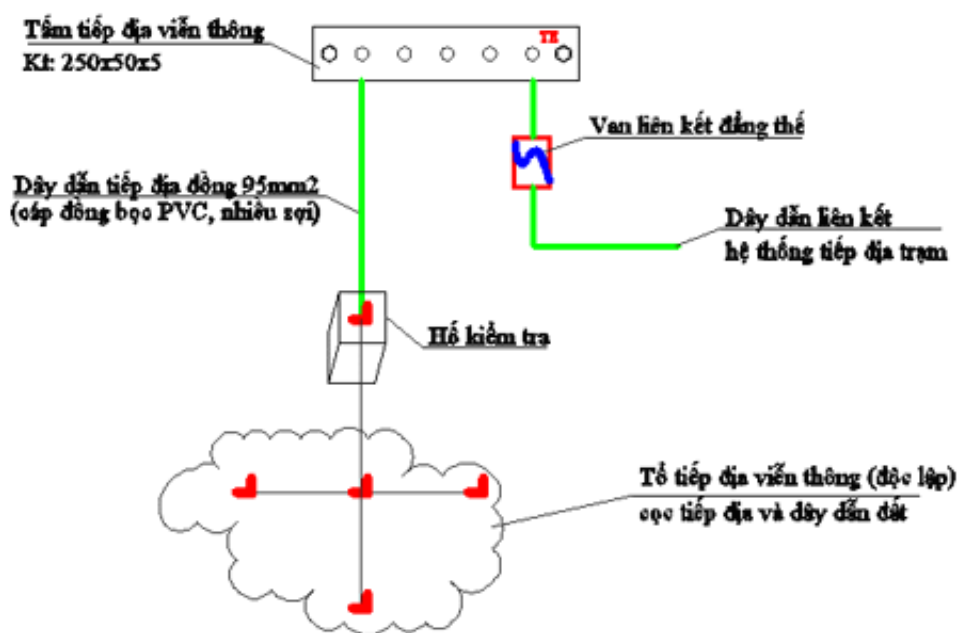 Tấm tiếp địa viễn thông
Kt: 250x50x5
TE
Van liên kết đẳng thế
Dây dẫn tiếp địa đồng 95mm2
(cáp đồng bọc PVC, nhiều sợi)
Dây dẫn liên kết
hệ thống tiếp địa trạm
Hố kiểm tra
Tổ tiếp địa viễn thông (độc lập)
cọc tiếp địa và dây dẫn đất